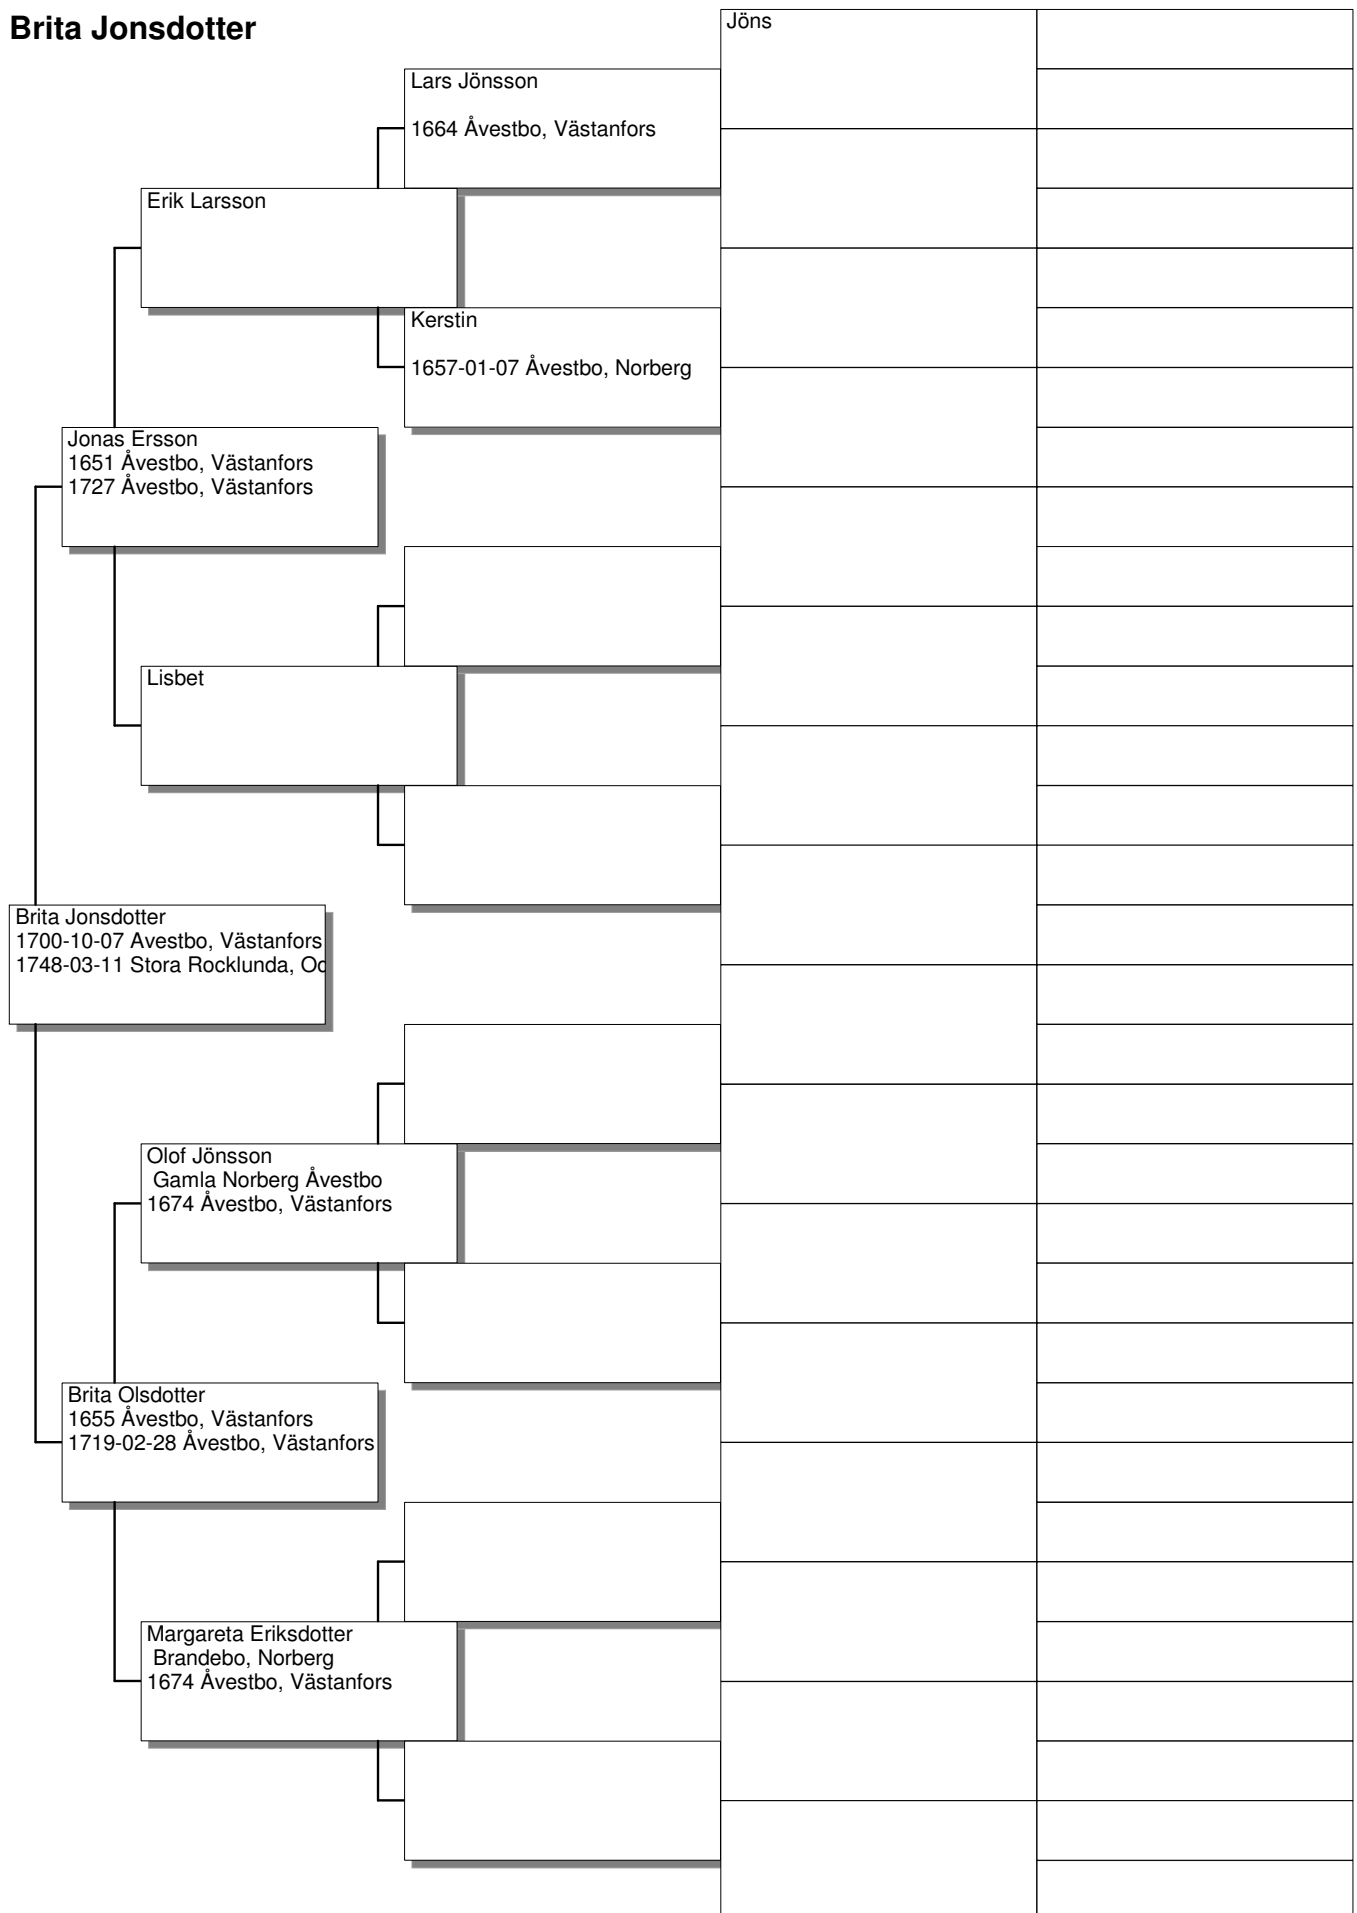 Brita Jonsdotter
Jöns
Lars Jönsson
1664 Åvestbo, Västanfors
Erik Larsson
Kerstin
1657-01-07 Åvestbo, Norberg
Jonas Ersson
1651 Åvestbo, Västanfors
1727 Åvestbo, Västanfors
Lisbet
Brita Jonsdotter
1700-10-07 Avestbo, Västanfors
1748-03-11 Stora Rocklunda,
Olof Jönsson
Gamla Norberg Åvestbo
1674 Åvestbo, Västanfors
Brita Olsdotter
1655 Åvestbo, Västanfors
1719-02-28 Åvestbo, Västanfors
Margareta Eriksdotter
Brandebo, Norberg
1674 Åvestbo, Västanfors